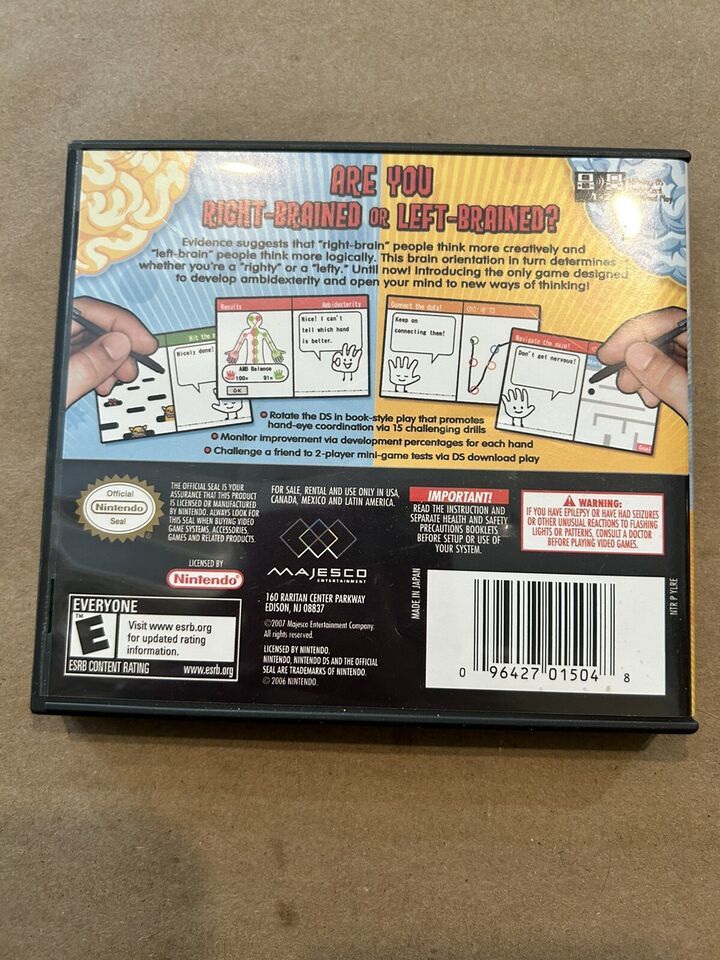 ARE YOU
RIGHT-BRAINED OR LEFT-BRAINED?
Evidence suggests that "right-brain" people think more creatively and
"left-brain" people think more logically. This brain orientation in turn determines
whether you're a "righty" or a "lefty." Until now! Introducing the only game designed
to develop ambidexterity and open your mind to new ways of thinking!
Hit the
Nicely done!
Results
Ambidexterity
Nice! I can't
tell which hand
is better.
AMB Balance
100%
91%
OK
Connect the dots!
Keep on
connecting them!
Navigate the maze!
Don't get nervous!
Start
Goal
Rotate the DS in book-style play that promotes
hand-eye coordination via 15 challenging drills
Monitor improvement via development percentages for each hand
Challenge a friend to 2-player mini-game tests via DS download play
Official
Nintendo
Seal
THE OFFICIAL SEAL IS YOUR
ASSURANCE THAT THIS PRODUCT
IS LICENSED OR MANUFACTURED
BY NINTENDO. ALWAYS LOOK FOR
THIS SEAL WHEN BUYING VIDEO
GAME SYSTEMS, ACCESSORIES,
GAMES AND RELATED PRODUCTS.
LICENSED BY
Nintendo®
EVERYONE
E
TM
Visit www.esrb.org
for updated rating
information.
ESRB CONTENT RATING
www.esrb.org
FOR SALE, RENTAL AND USE ONLY IN USA,
CANADA, MEXICO AND LATIN AMERICA.
MAJESCO
ENTERTAINMENT
160 RARITAN CENTER PARKWAY
EDISON, NJ 08837
©2007 Majesco Entertainment Company.
All rights reserved.
LICENSED BY NINTENDO.
NINTENDO, NINTENDO DS AND THE OFFICIAL
SEAL ARE TRADEMARKS OF NINTENDO.
© 2006 NINTENDO.
IMPORTANT!
READ THE INSTRUCTION AND
SEPARATE HEALTH AND SAFETY
PRECAUTIONS BOOKLETS
BEFORE SETUP OR USE OF
YOUR SYSTEM.
WARNING:
IF YOU HAVE EPILEPSY OR HAVE HAD SEIZURES
OR OTHER UNUSUAL REACTIONS TO FLASHING
LIGHTS OR PATTERNS, CONSULT A DOCTOR
BEFORE PLAYING VIDEO GAMES.
MADE IN JAPAN
0 96427 01504 8
NTR P YLRE